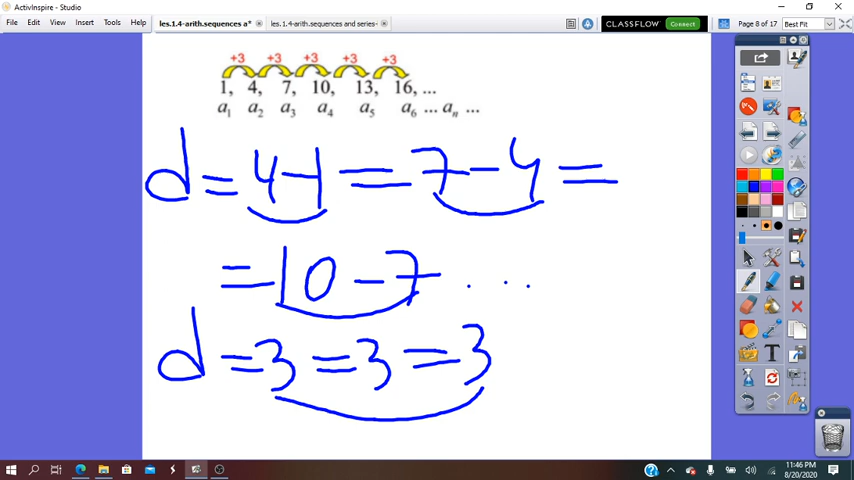 ActivInspire - Studio
File Edit View Insert Tools Help
les.1.4-arith.sequences a*
les.1.4-arith.sequences and series-
CLASSFLOW Connect
Page 8 of 17
Best Fit
+3 +3 +3 +3 +3
1, 4, 7, 10, 13, 16, ...
a1 a2 a3 a4 a5 a6 ... an ...
d = 4 - 1 = 7 - 4 =
= 10 - 7 ...
d = 3 = 3 = 3
11:46 PM
8/20/2020